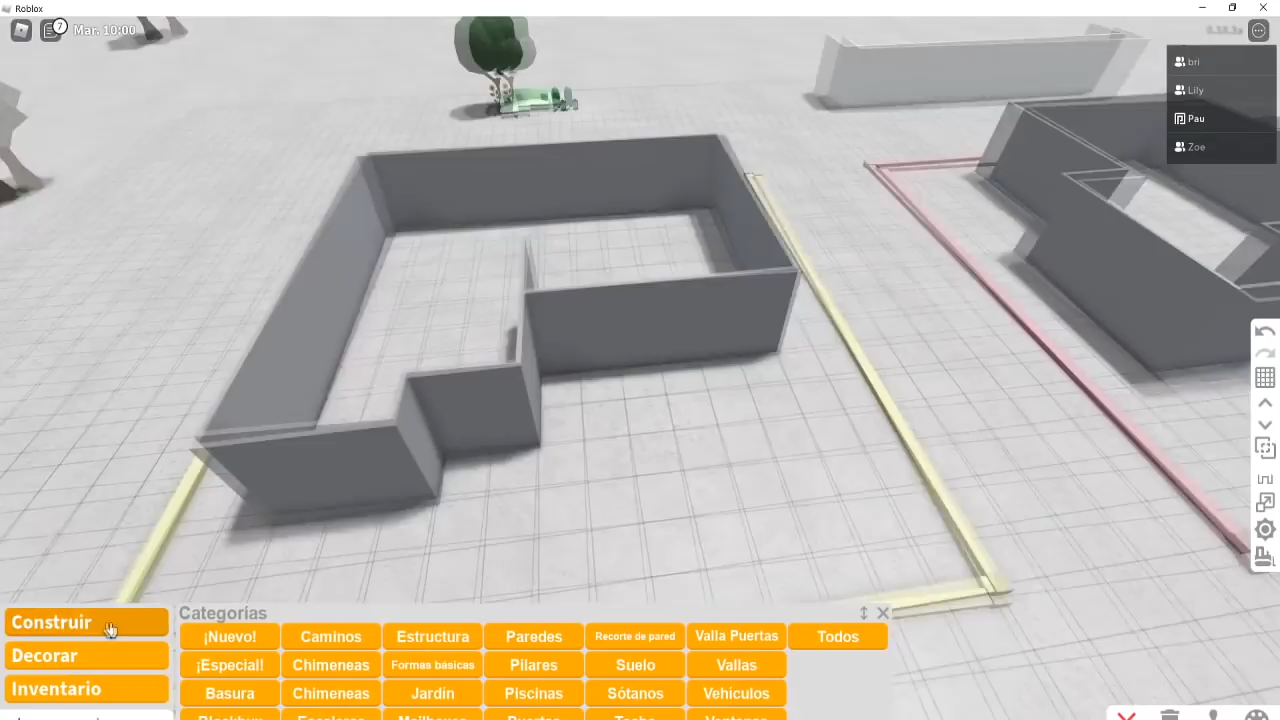 Roblox
7
Mar. 10:00
bri
Lily
Pau
Zoe
Construir
Decorar
Inventario
Categorías
¡Nuevo! Caminos Estructura Paredes Recorte de pared Valla Puertas Todos
¡Especial! Chimeneas Formas básicas Pilares Suelo Vallas
Basura Chimeneas Jardín Piscinas Sótanos Vehículos